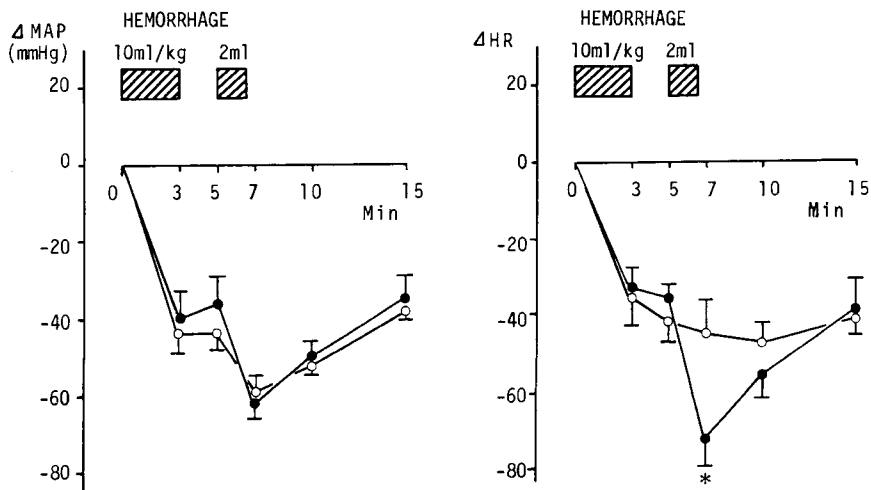 HEMORRHAGE
Δ MAP
(mmHg)
10ml/kg 2ml
20
0
0 3 5 7 10 15
Min
-20
-40
-60
-80
HEMORRHAGE
ΔHR
10ml/kg 2ml
20
0
0 3 5 7 10 15
Min
-20
-40
-60
-80
*